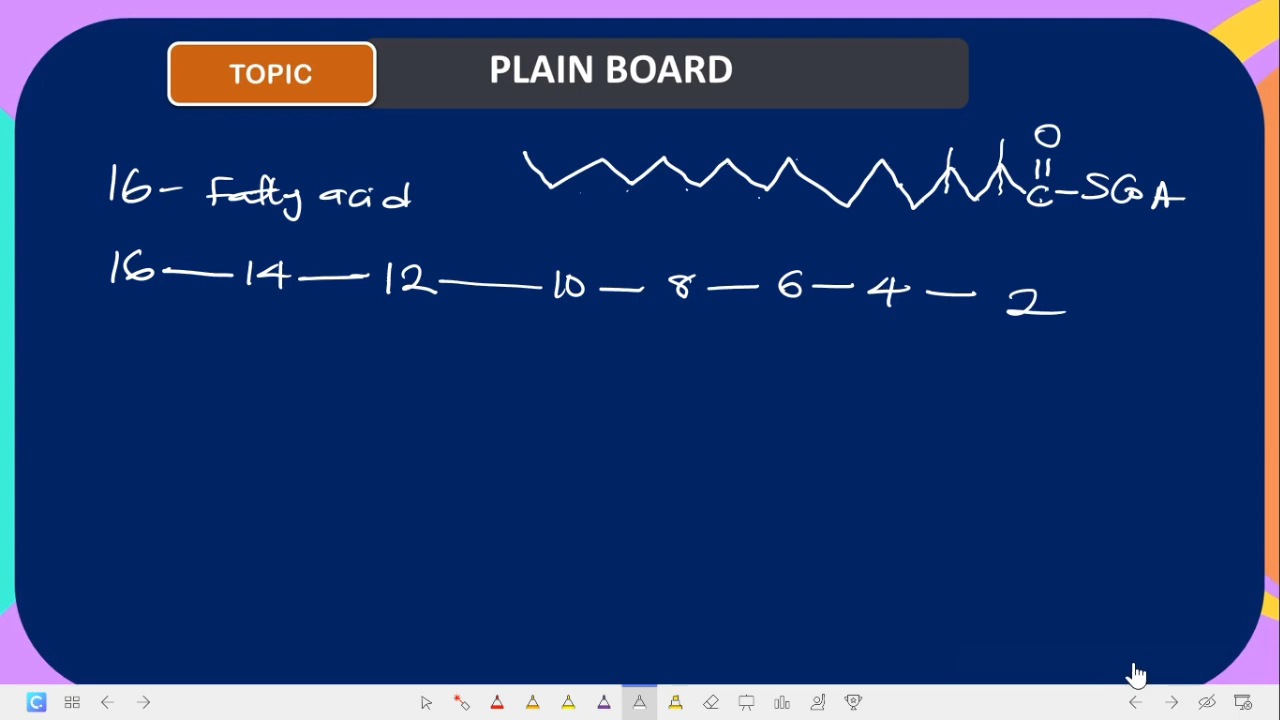 TOPIC PLAIN BOARD
O
16- Fatty acid C-SCoA
16 — 14 — 12 — 10 — 8 — 6 — 4 — 2